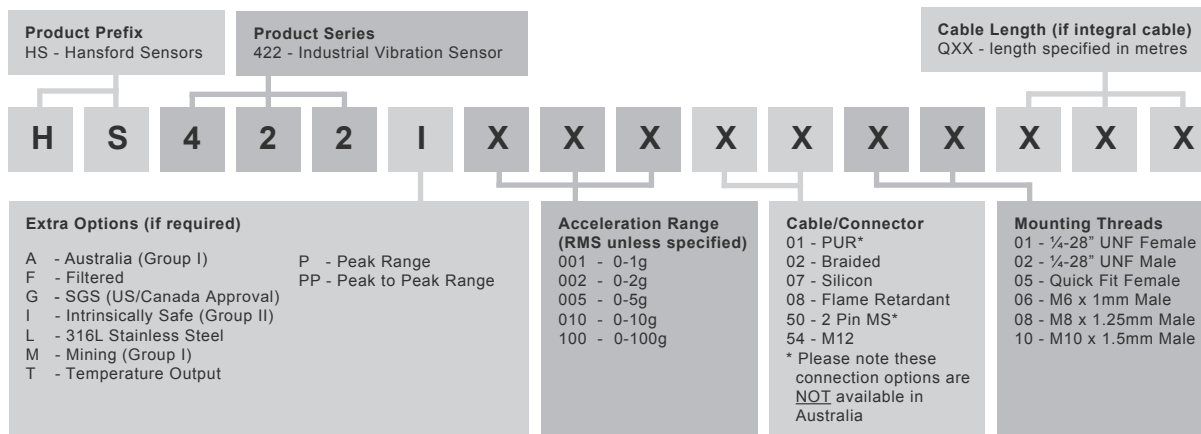 Product Prefix
HS - Hansford Sensors
Product Series
422 - Industrial Vibration Sensor
Cable Length (if integral cable)
QXX - length specified in metres
H S 4 2 2 I X X X X X X X X X X
Extra Options (if required)
A - Australia (Group I)
F - Filtered
G - SGS (US/Canada Approval)
I - Intrinsically Safe (Group II)
L - 316L Stainless Steel
M - Mining (Group I)
T - Temperature Output
P - Peak Range
PP - Peak to Peak Range
Acceleration Range
(RMS unless specified)
001 - 0-1g
002 - 0-2g
005 - 0-5g
010 - 0-10g
100 - 0-100g
Cable/Connector
01 - PUR*
02 - Braided
07 - Silicon
08 - Flame Retardant
50 - 2 Pin MS*
54 - M12
* Please note these
connection options are
NOT available in
Australia
Mounting Threads
01 - ¼-28” UNF Female
02 - ¼-28” UNF Male
05 - Quick Fit Female
06 - M6 x 1mm Male
08 - M8 x 1.25mm Male
10 - M10 x 1.5mm Male